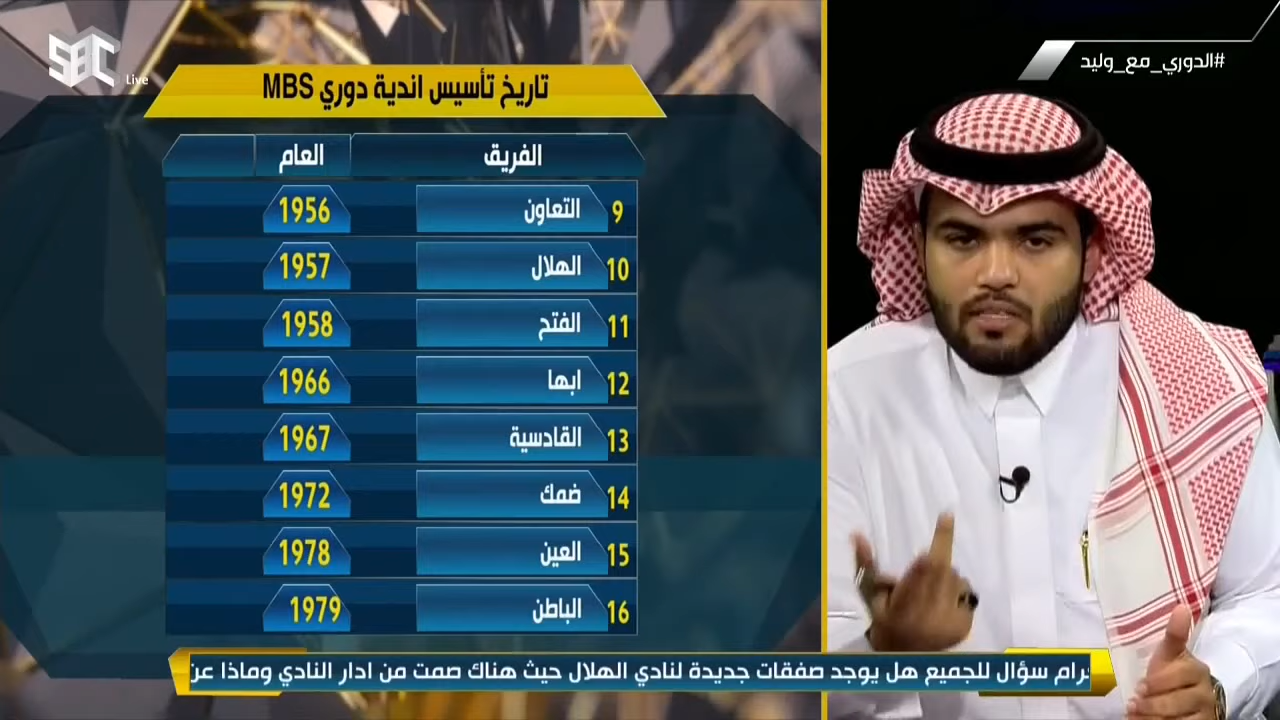 SBC
Live
#الدوري_مع_وليد
تاريخ تأسيس اندية دوري MBS
الفريق العام
9 التعاون 1956
10 الهلال 1957
11 الفتح 1958
12 ابها 1966
13 القادسية 1967
14 ضمك 1972
15 العين 1978
16 الباطن 1979
سؤال للجميع هل يوجد صفقات جديدة لنادي الهلال حيث هناك صمت من ادار النادي وماذا عن